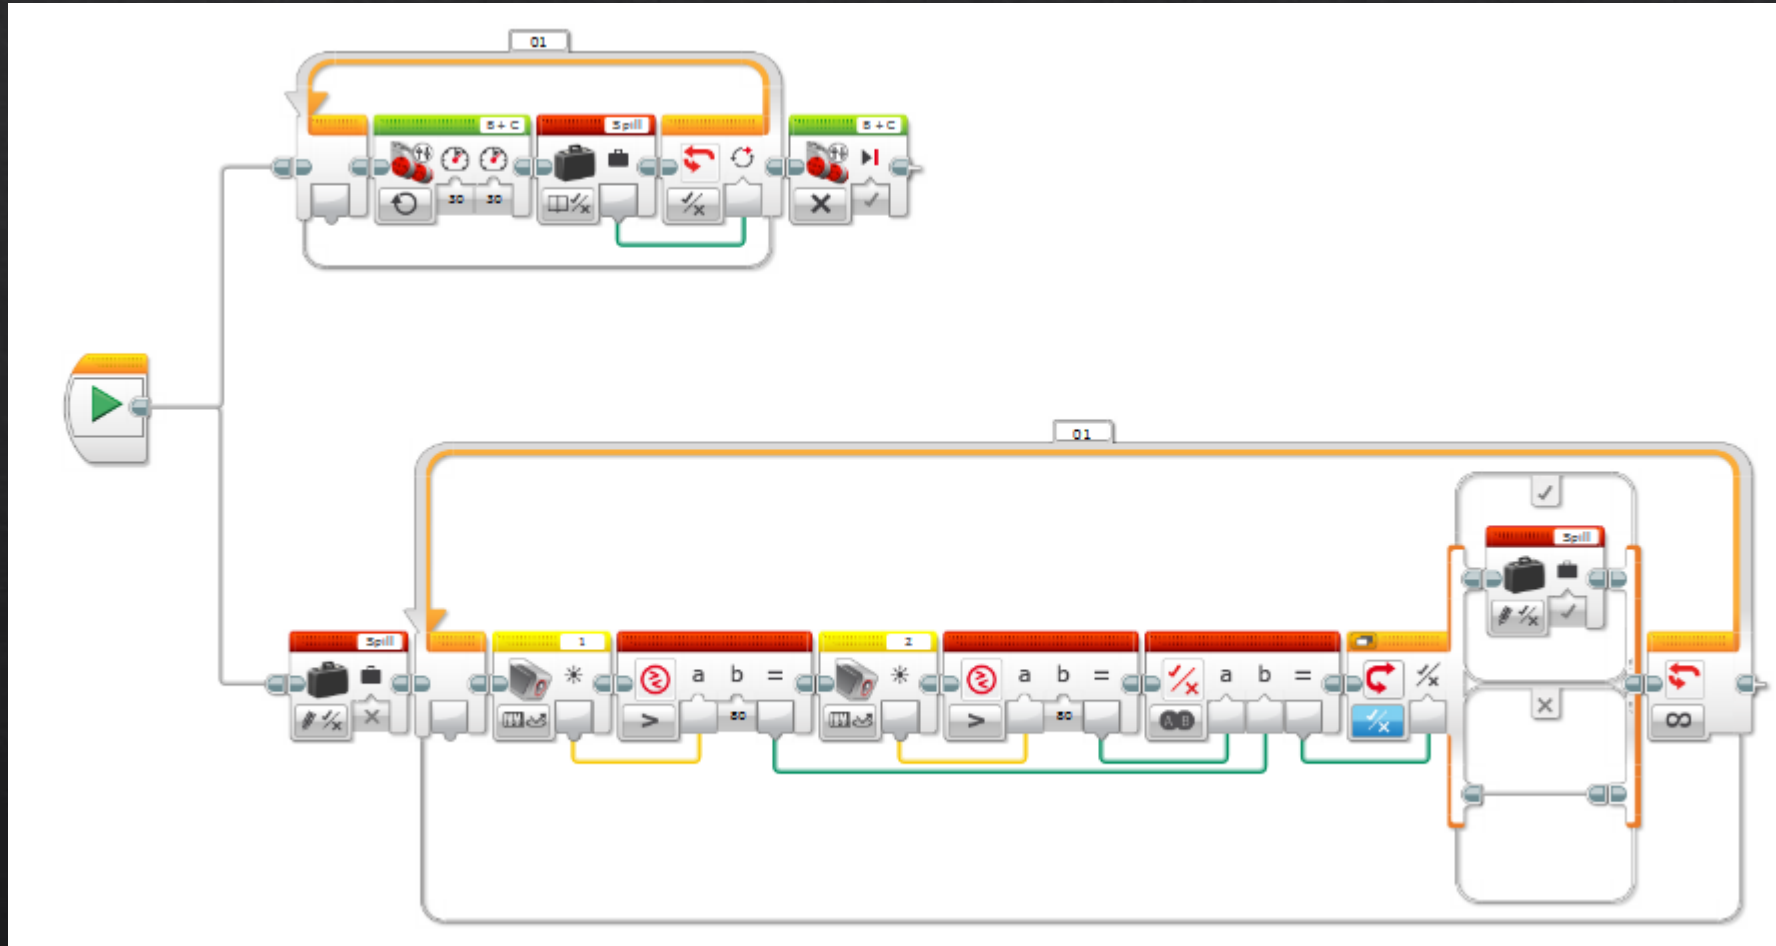 01
B + C
Spill
B + C
30 30
01
Spill
Spill
1
2
a b =
a b =
a b =
80
80
A B